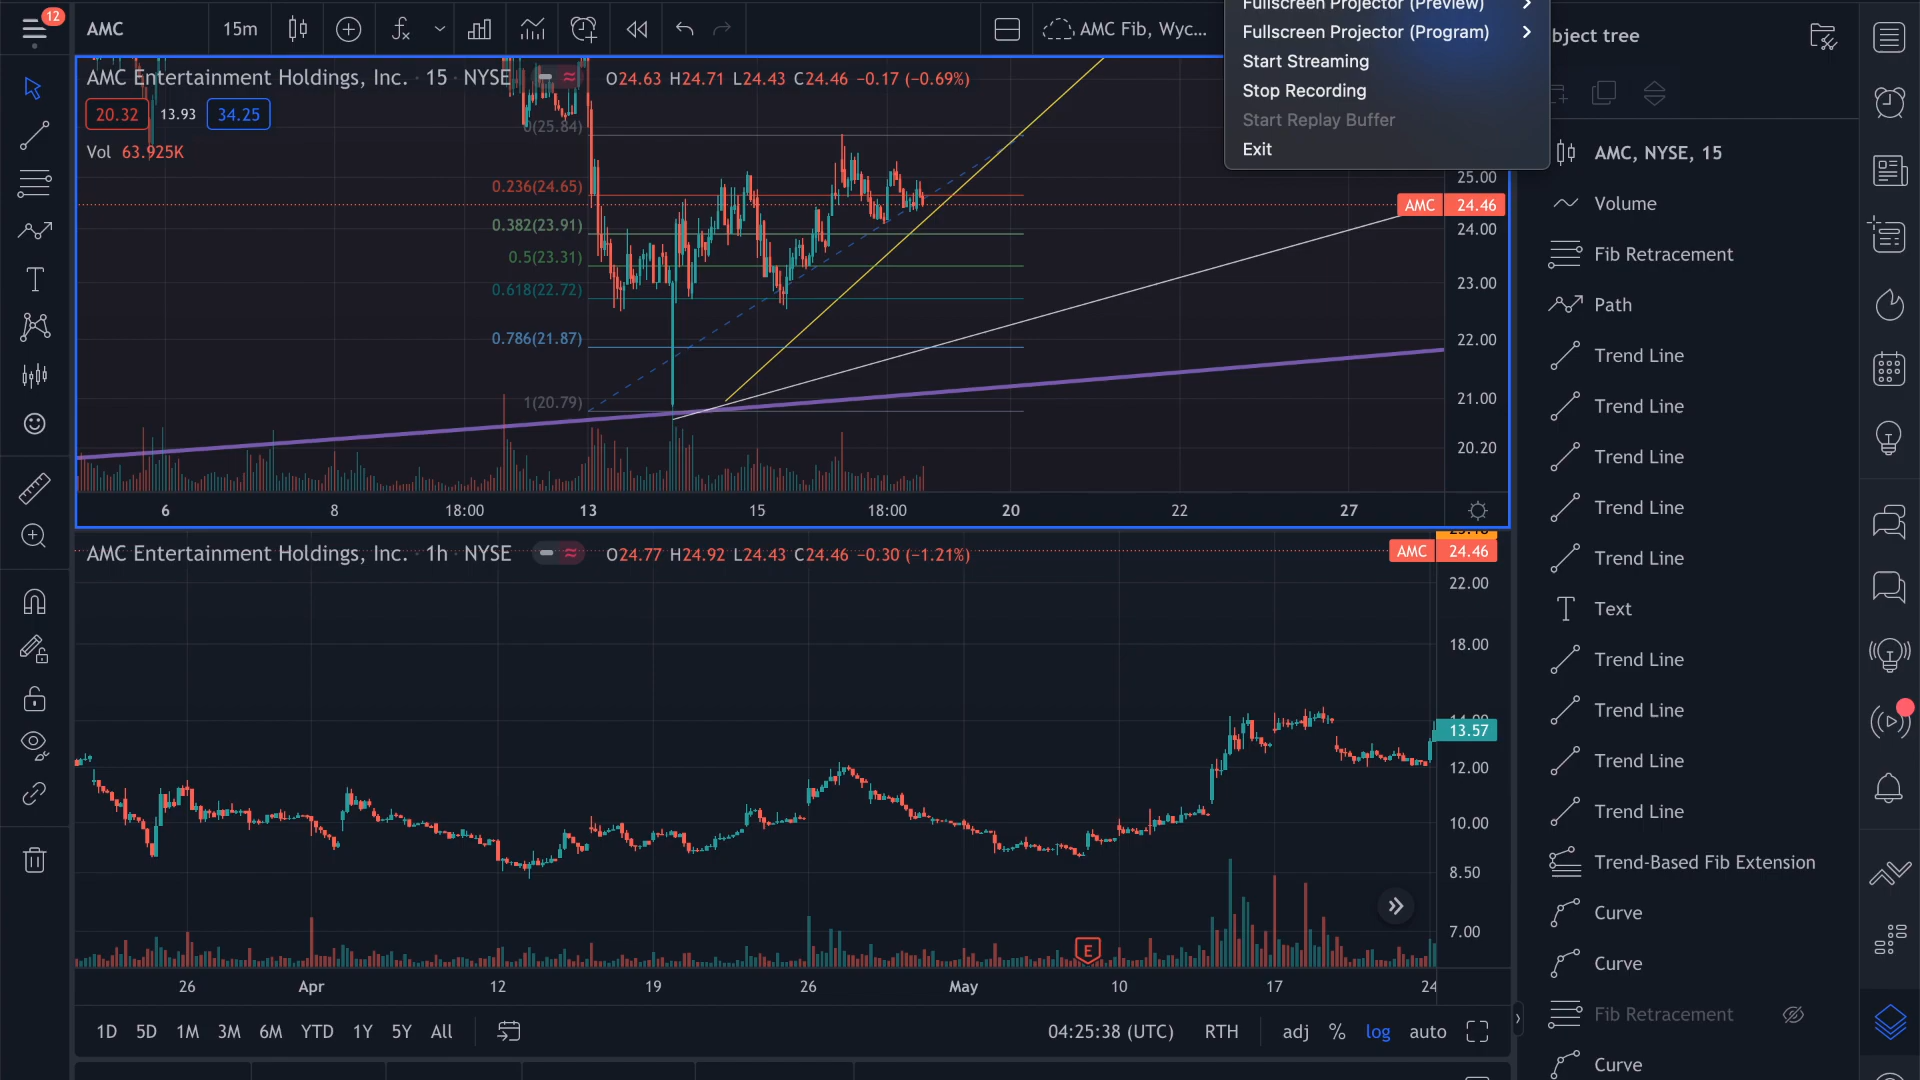 12
AMC
15m
AMC Fib, Wyc...
Fullscreen Projector (Preview)
Fullscreen Projector (Program)
Start Streaming
Stop Recording
Start Replay Buffer
Exit
bject tree
AMC Entertainment Holdings, Inc. · 15 · NYSE
O24.63 H24.71 L24.43 C24.46 −0.17 (−0.69%)
20.32 13.93 34.25
Vol 63.925K
0(25.84)
0.236(24.65)
0.382(23.91)
0.5(23.31)
0.618(22.72)
0.786(21.87)
1(20.79)
25.00
AMC 24.46
24.00
23.00
22.00
21.00
20.20
6 8 18:00 13 15 18:00 20 22 27
AMC Entertainment Holdings, Inc. · 1h · NYSE
O24.77 H24.92 L24.43 C24.46 −0.30 (−1.21%)
AMC 24.46
22.00
18.00
13.57
12.00
10.00
8.50
7.00
E
26 Apr 12 19 26 May 10 17 24
1D 5D 1M 3M 6M YTD 1Y 5Y All
04:25:38 (UTC) RTH adj % log auto
AMC, NYSE, 15
Volume
Fib Retracement
Path
Trend Line
Trend Line
Trend Line
Trend Line
Trend Line
Text
Trend Line
Trend Line
Trend Line
Trend Line
Trend-Based Fib Extension
Curve
Curve
Fib Retracement
Curve